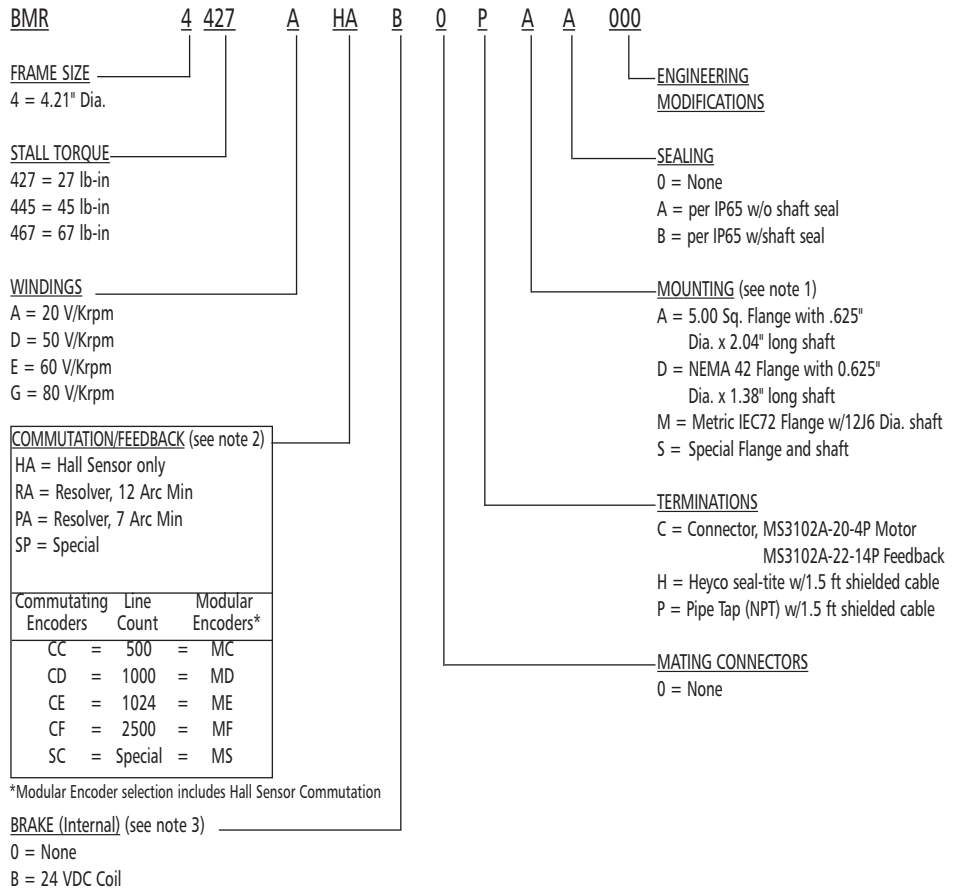 BMR 4 427 A HA B 0 P A A 000
FRAME SIZE
4 = 4.21" Dia.
STALL TORQUE
427 = 27 lb-in
445 = 45 lb-in
467 = 67 lb-in
WINDINGS
A = 20 V/Krpm
D = 50 V/Krpm
E = 60 V/Krpm
G = 80 V/Krpm
COMMUTATION/FEEDBACK (see note 2)
HA = Hall Sensor only
RA = Resolver, 12 Arc Min
PA = Resolver, 7 Arc Min
SP = Special
Commutating Line Modular
Encoders Count Encoders*
CC = 500 = MC
CD = 1000 = MD
CE = 1024 = ME
CF = 2500 = MF
SC = Special = MS
*Modular Encoder selection includes Hall Sensor Commutation
BRAKE (Internal) (see note 3)
0 = None
B = 24 VDC Coil
ENGINEERING
MODIFICATIONS
SEALING
0 = None
A = per IP65 w/o shaft seal
B = per IP65 w/shaft seal
MOUNTING (see note 1)
A = 5.00 Sq. Flange with .625"
Dia. x 2.04" long shaft
D = NEMA 42 Flange with 0.625"
Dia. x 1.38" long shaft
M = Metric IEC72 Flange w/12J6 Dia. shaft
S = Special Flange and shaft
TERMINATIONS
C = Connector, MS3102A-20-4P Motor
MS3102A-22-14P Feedback
H = Heyco seal-tite w/1.5 ft shielded cable
P = Pipe Tap (NPT) w/1.5 ft shielded cable
MATING CONNECTORS
0 = None